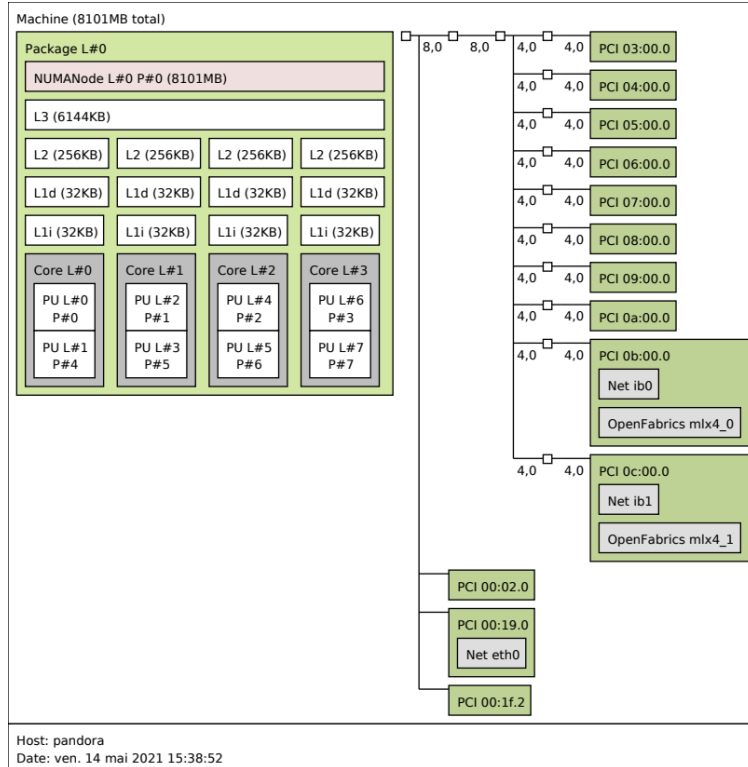 Machine (8101MB total)
Package L#0
NUMANode L#0 P#0 (8101MB)
L3 (6144KB)
L2 (256KB) L2 (256KB) L2 (256KB) L2 (256KB)
L1d (32KB) L1d (32KB) L1d (32KB) L1d (32KB)
L1i (32KB) L1i (32KB) L1i (32KB) L1i (32KB)
Core L#0 Core L#1 Core L#2 Core L#3
PU L#0 PU L#2 PU L#4 PU L#6
P#0 P#1 P#2 P#3
PU L#1 PU L#3 PU L#5 PU L#7
P#4 P#5 P#6 P#7
8,0 8,0 4,0 4,0 PCI 03:00.0
4,0 4,0 PCI 04:00.0
4,0 4,0 PCI 05:00.0
4,0 4,0 PCI 06:00.0
4,0 4,0 PCI 07:00.0
4,0 4,0 PCI 08:00.0
4,0 4,0 PCI 09:00.0
4,0 4,0 PCI 0a:00.0
4,0 4,0 PCI 0b:00.0
Net ib0
OpenFabrics mlx4_0
4,0 4,0 PCI 0c:00.0
Net ib1
OpenFabrics mlx4_1
PCI 00:02.0
PCI 00:19.0
Net eth0
PCI 00:1f.2
Host: pandora
Date: ven. 14 mai 2021 15:38:52